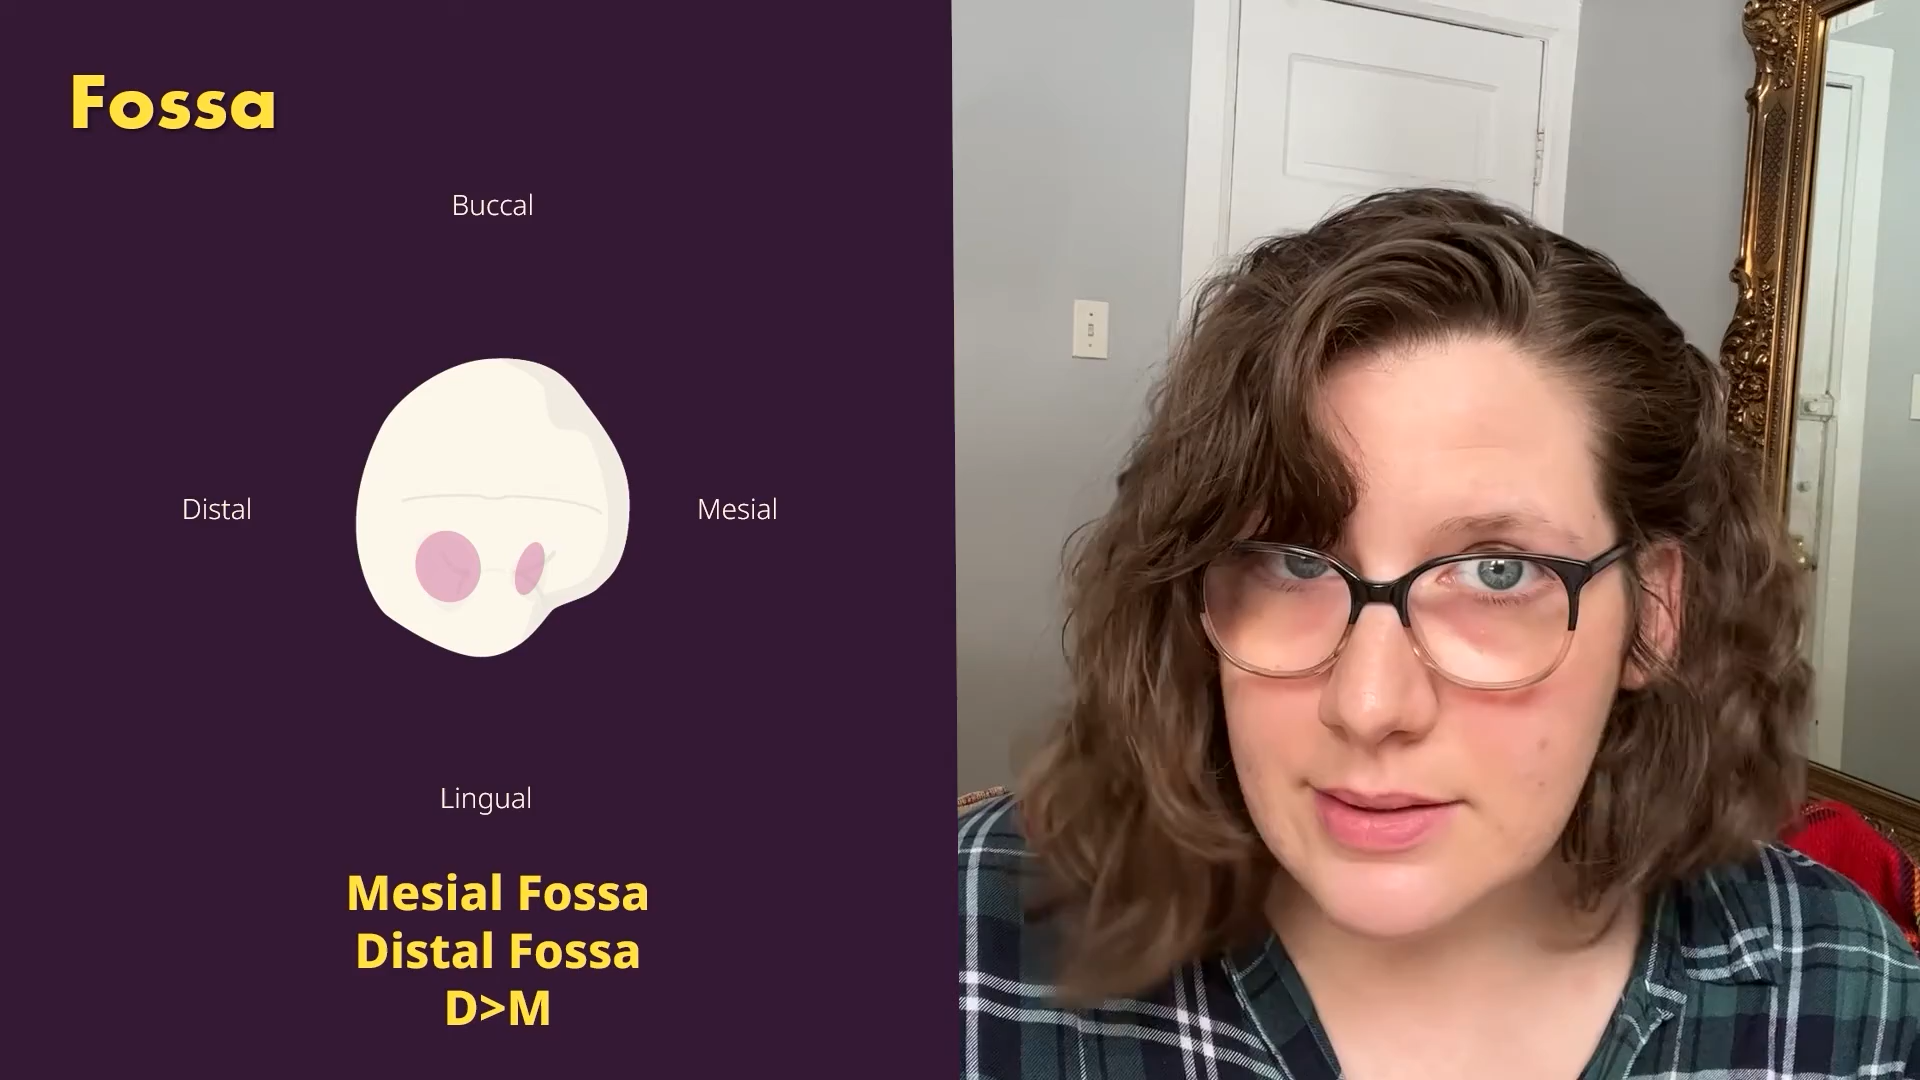 Fossa
Buccal
Distal
Mesial
Lingual
Mesial Fossa
Distal Fossa
D>M